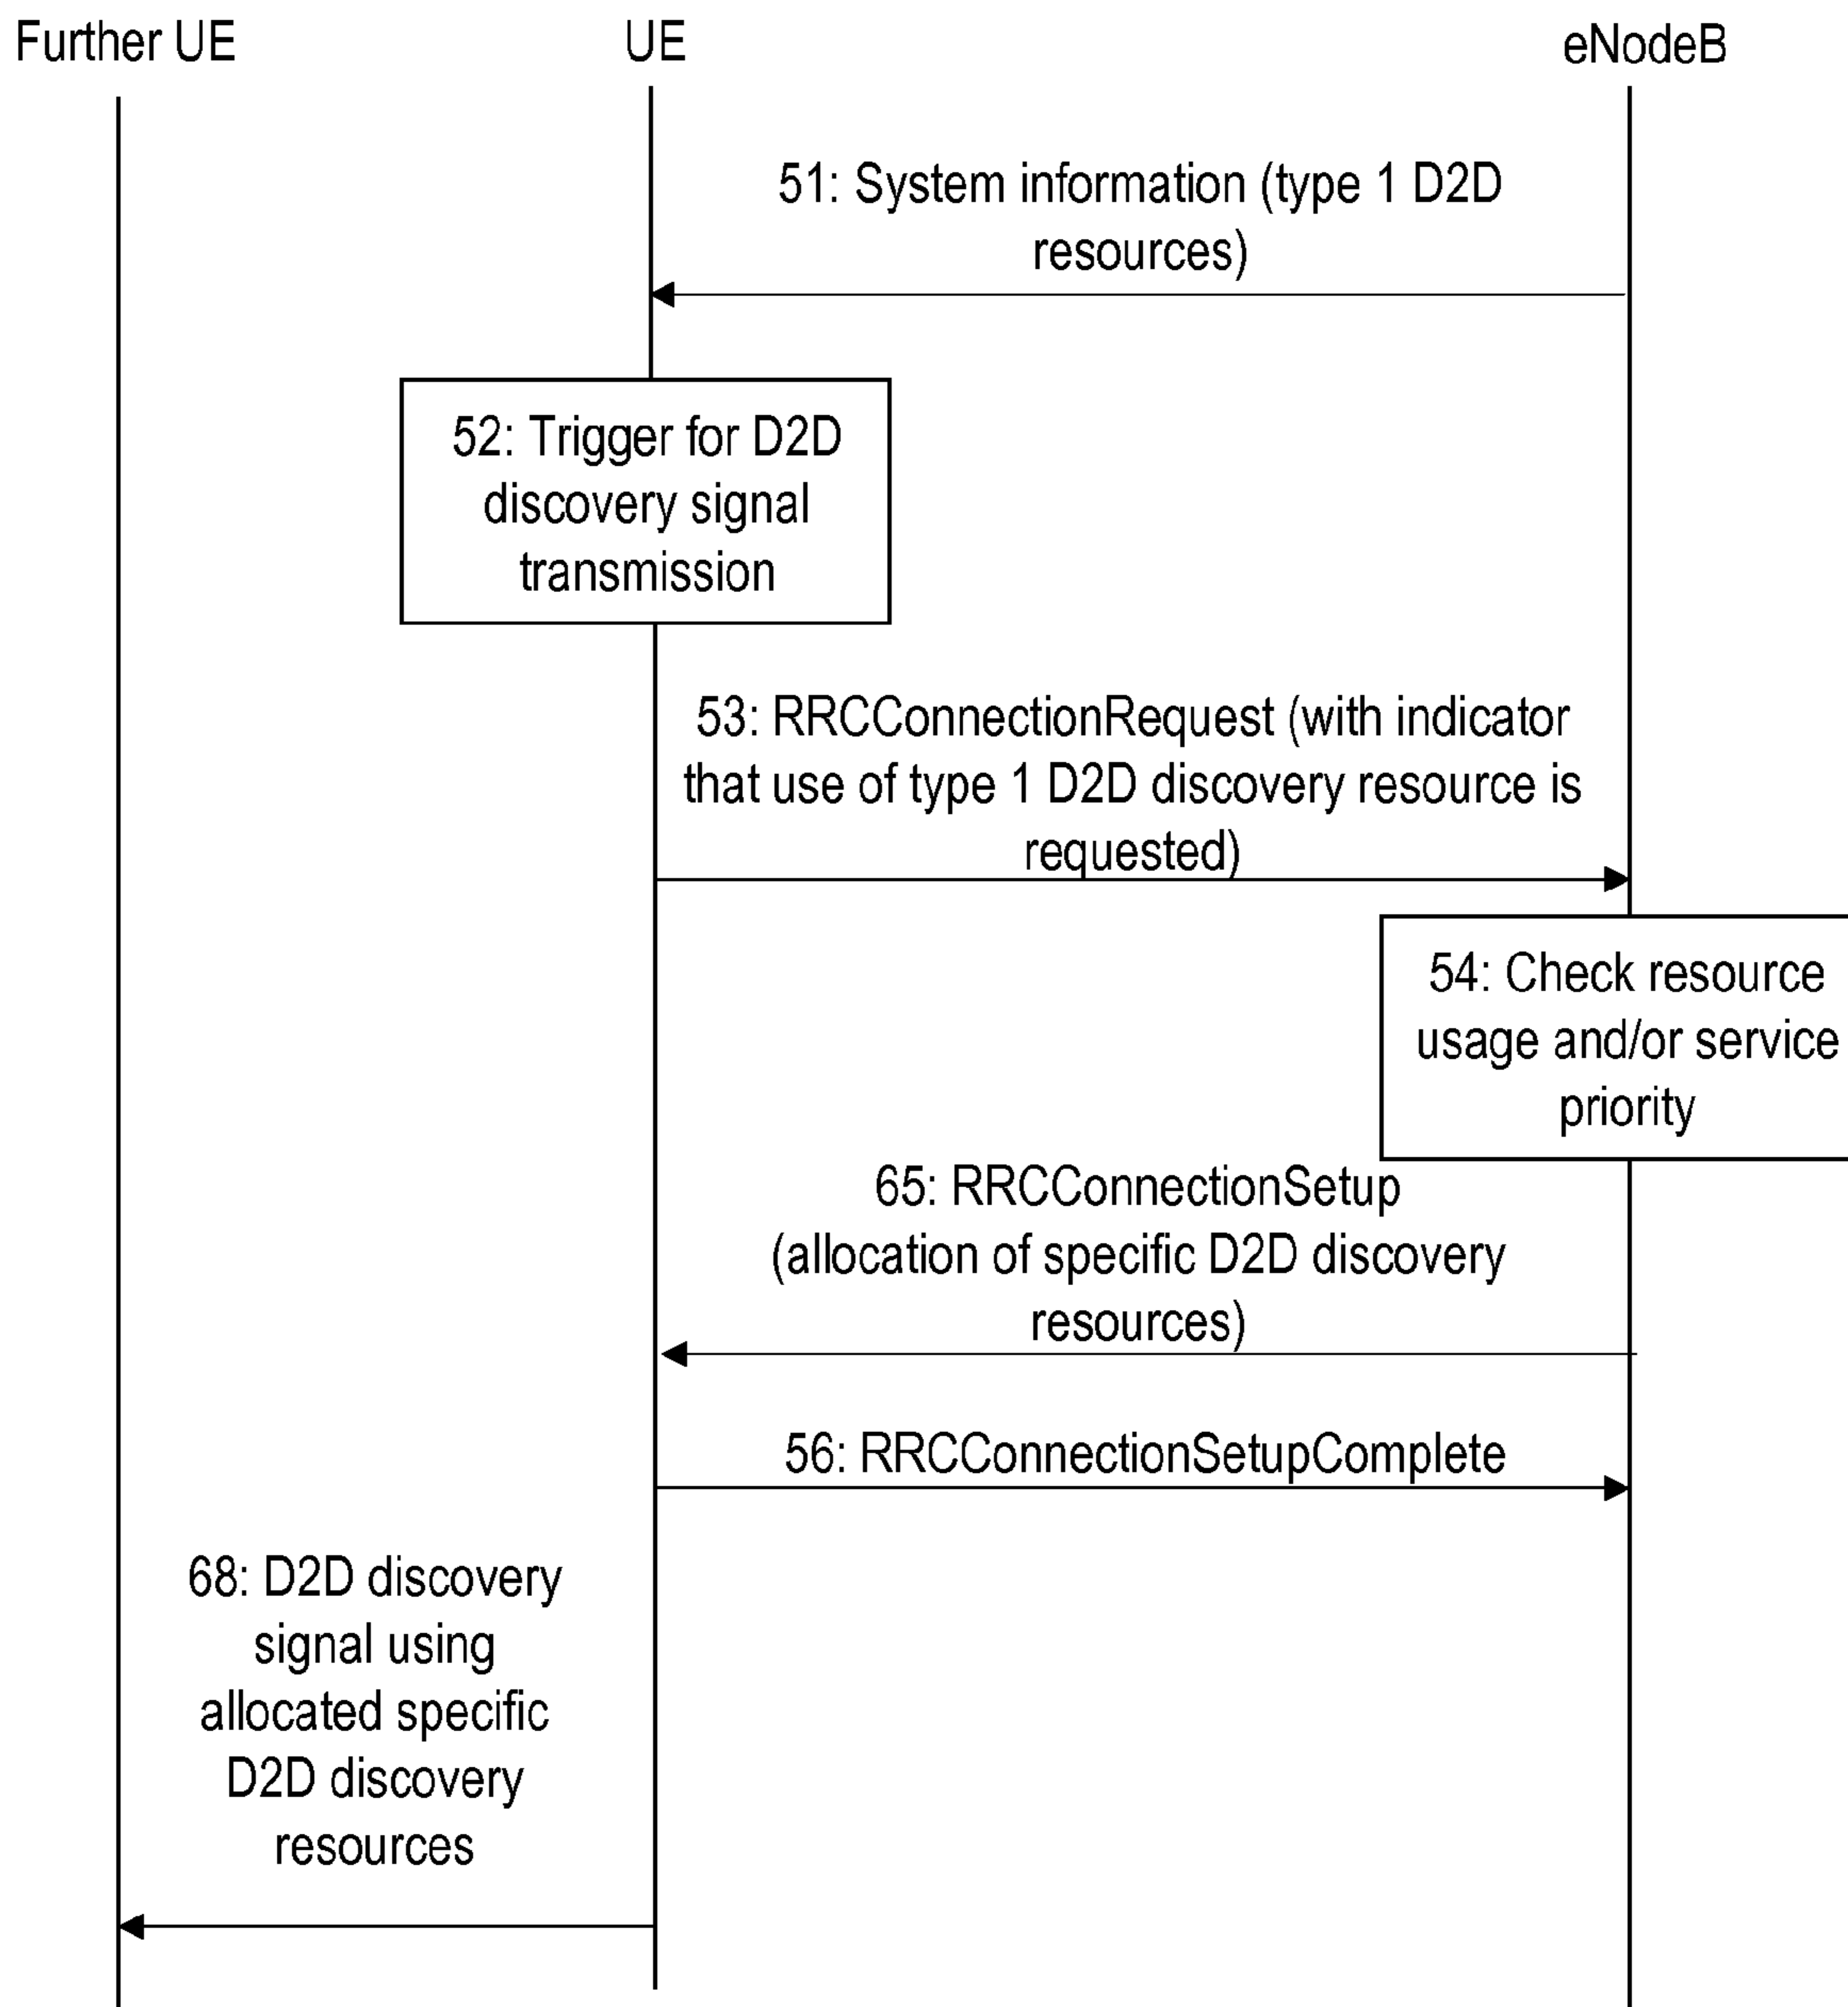 Further UE
UE
eNodeB
51: System information (type 1 D2D
resources)
52: Trigger for D2D
discovery signal
transmission
53: RRCConnectionRequest (with indicator
that use of type 1 D2D discovery resource is
requested)
54: Check resource
usage and/or service
priority
65: RRCConnectionSetup
(allocation of specific D2D discovery
resources)
56: RRCConnectionSetupComplete
68: D2D discovery
signal using
allocated specific
D2D discovery
resources